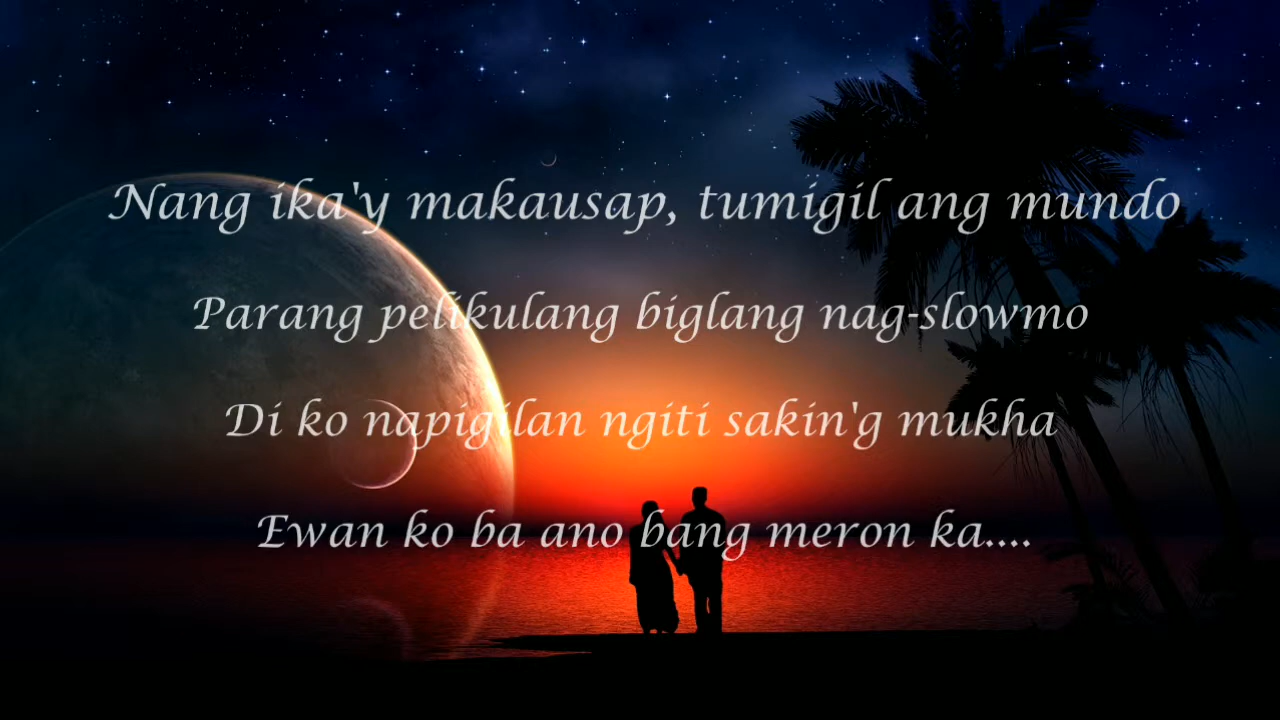 Nang ika'y makausap, tumigil ang mundo
Parang pelikulang biglang nag-slowmo
Di ko napigilan ngiti sakin'g mukha
Ewan ko ba ano bang meron ka....